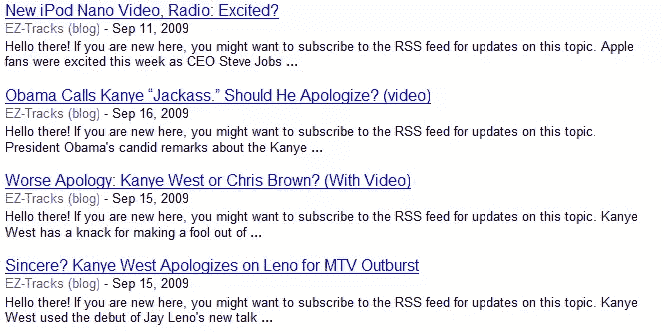 New iPod Nano Video, Radio: Excited?
EZ-Tracks (blog) - Sep 11, 2009
Hello there! If you are new here, you might want to subscribe to the RSS feed for updates on this topic. Apple
fans were excited this week as CEO Steve Jobs ...
Obama Calls Kanye “Jackass.” Should He Apologize? (video)
EZ-Tracks (blog) - Sep 16, 2009
Hello there! If you are new here, you might want to subscribe to the RSS feed for updates on this topic.
President Obama's candid remarks about the Kanye ...
Worse Apology: Kanye West or Chris Brown? (With Video)
EZ-Tracks (blog) - Sep 15, 2009
Hello there! If you are new here, you might want to subscribe to the RSS feed for updates on this topic. Kanye
West has a knack for making a fool out of ...
Sincere? Kanye West Apologizes on Leno for MTV Outburst
EZ-Tracks (blog) - Sep 15, 2009
Hello there! If you are new here, you might want to subscribe to the RSS feed for updates on this topic. Kanye
West used the debut of Jay Leno's new talk ...